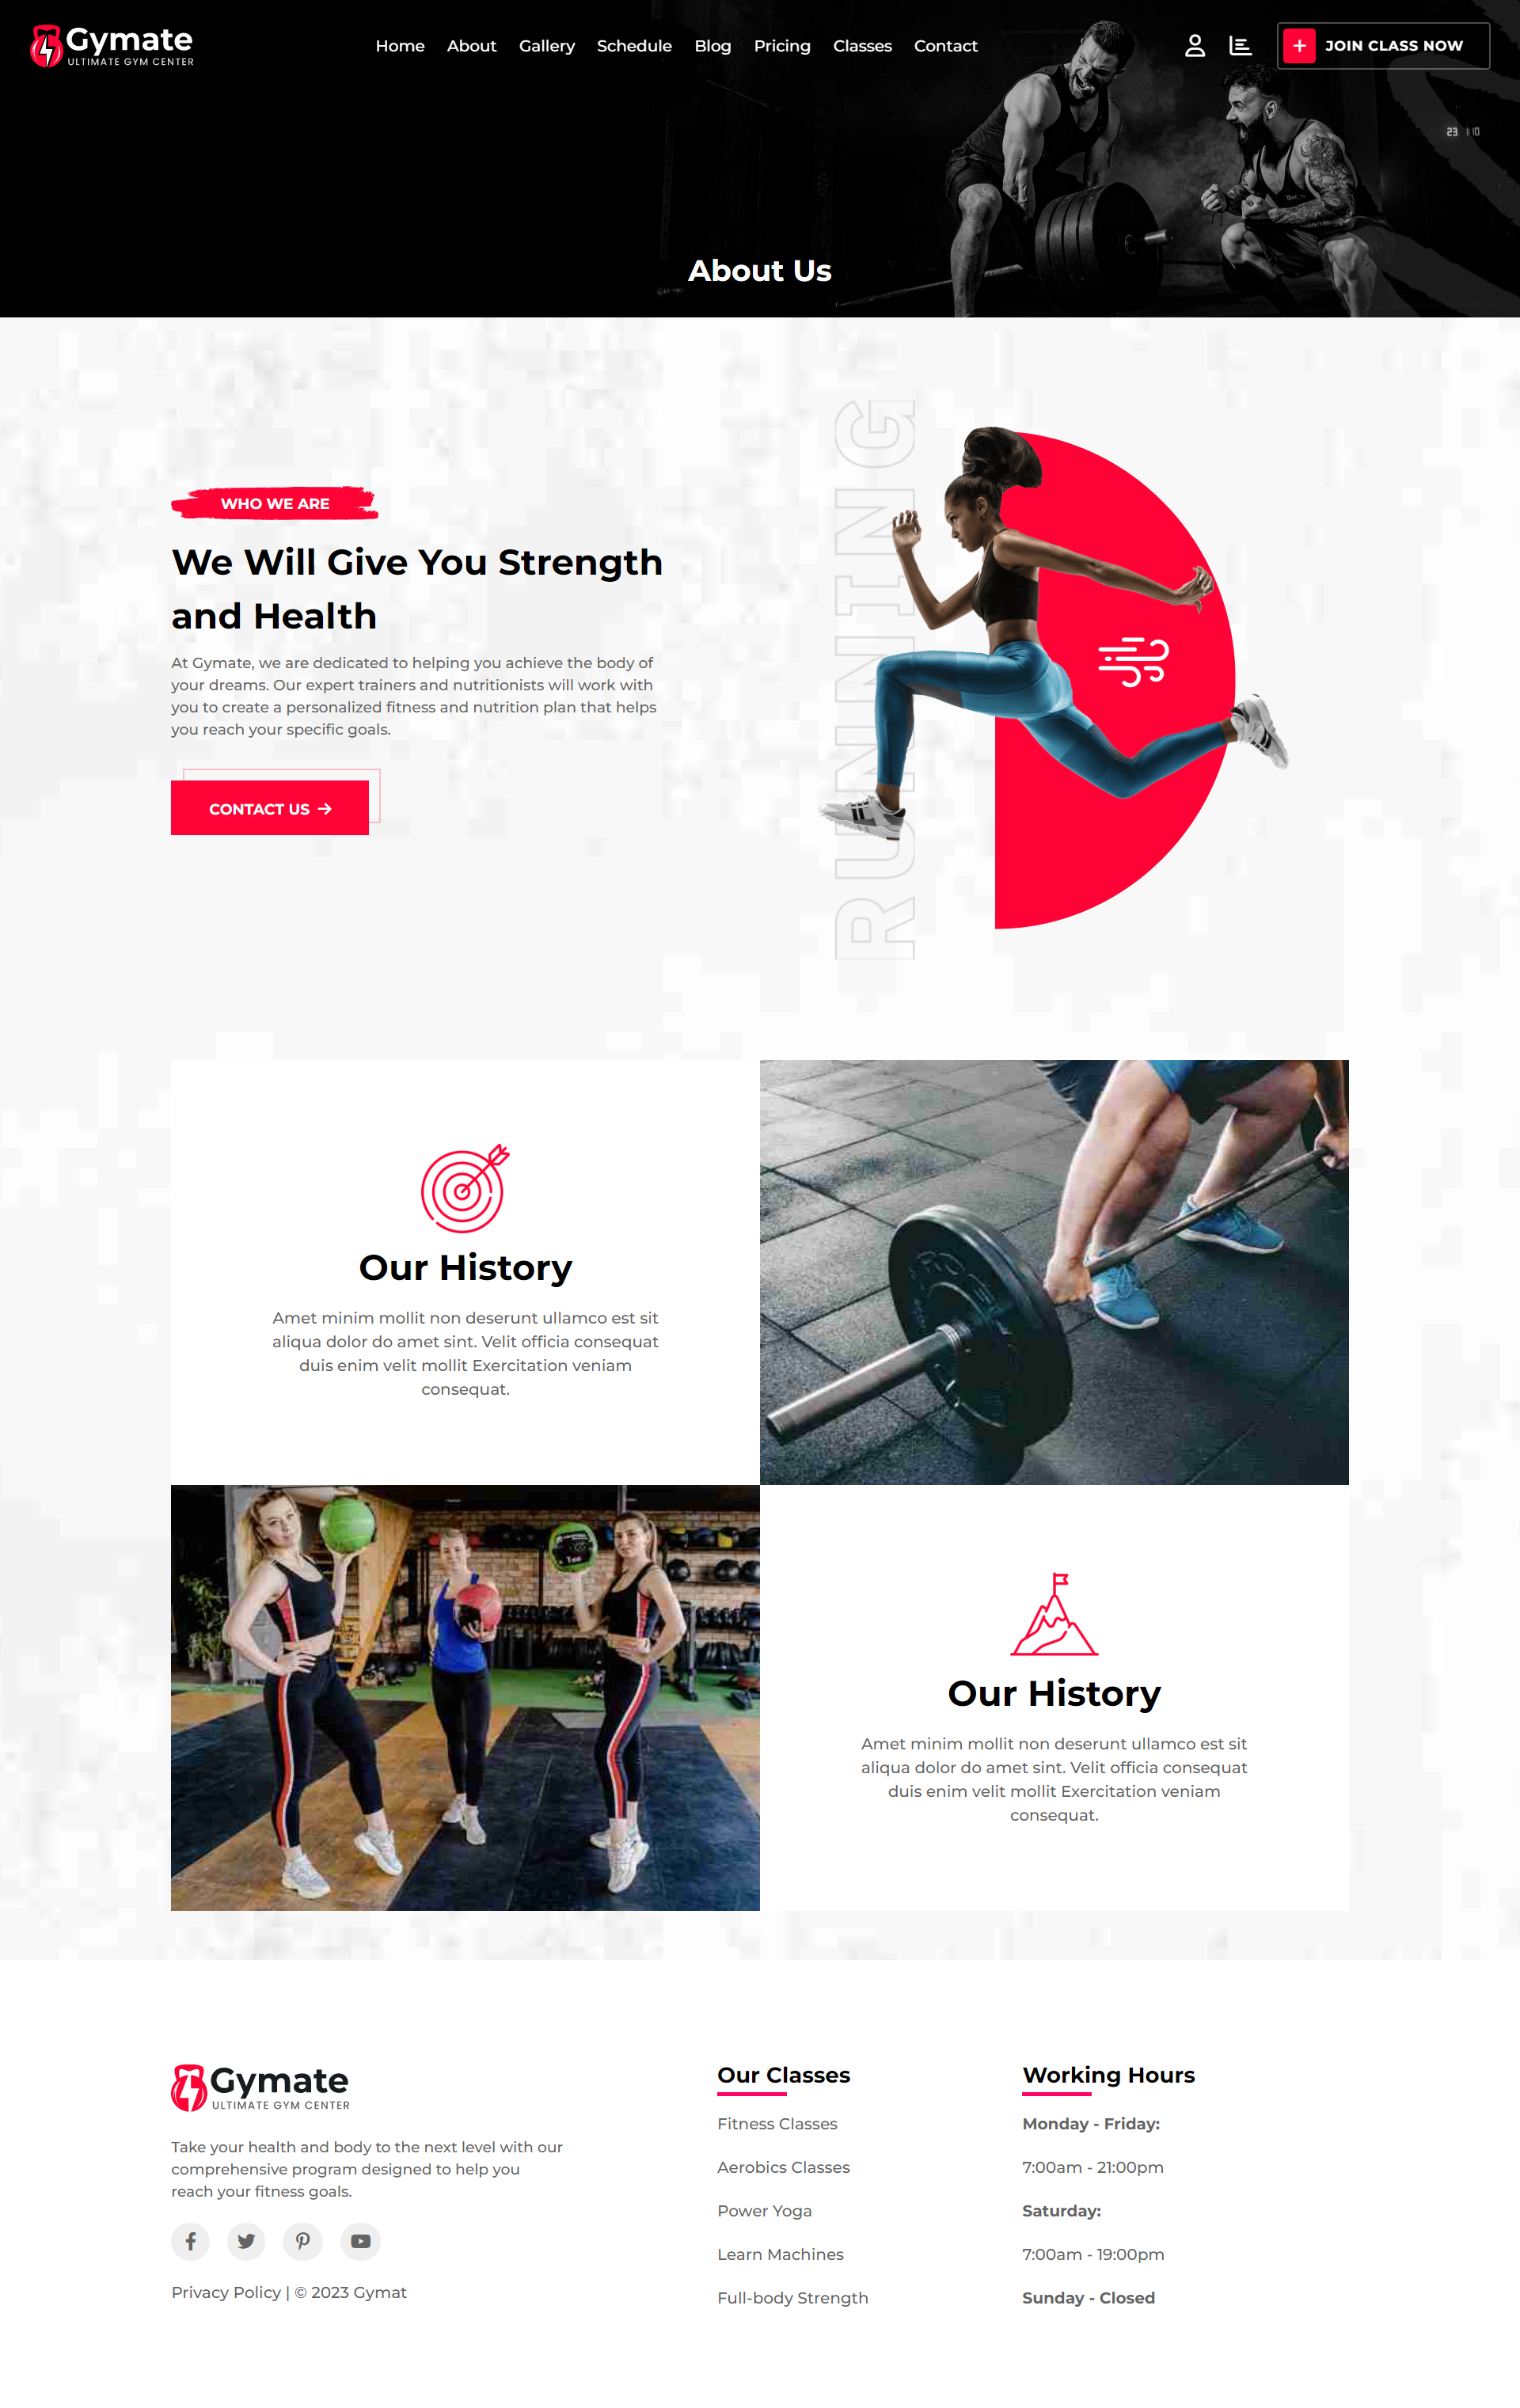 Gymate
ULTIMATE GYM CENTER
Home About Gallery Schedule Blog Pricing Classes Contact
JOIN CLASS NOW
23 1:10
About Us
WHO WE ARE
We Will Give You Strength
and Health
At Gymate, we are dedicated to helping you achieve the body of
your dreams. Our expert trainers and nutritionists will work with
you to create a personalized fitness and nutrition plan that helps
you reach your specific goals.
CONTACT US
RUNNING
Our History
Amet minim mollit non deserunt ullamco est sit
aliqua dolor do amet sint. Velit officia consequat
duis enim velit mollit Exercitation veniam
consequat.
Our History
Amet minim mollit non deserunt ullamco est sit
aliqua dolor do amet sint. Velit officia consequat
duis enim velit mollit Exercitation veniam
consequat.
Gymate
ULTIMATE GYM CENTER
Take your health and body to the next level with our
comprehensive program designed to help you
reach your fitness goals.
Privacy Policy | © 2023 Gymat
Our Classes
Fitness Classes
Aerobics Classes
Power Yoga
Learn Machines
Full-body Strength
Working Hours
Monday - Friday:
7:00am - 21:00pm
Saturday:
7:00am - 19:00pm
Sunday - Closed